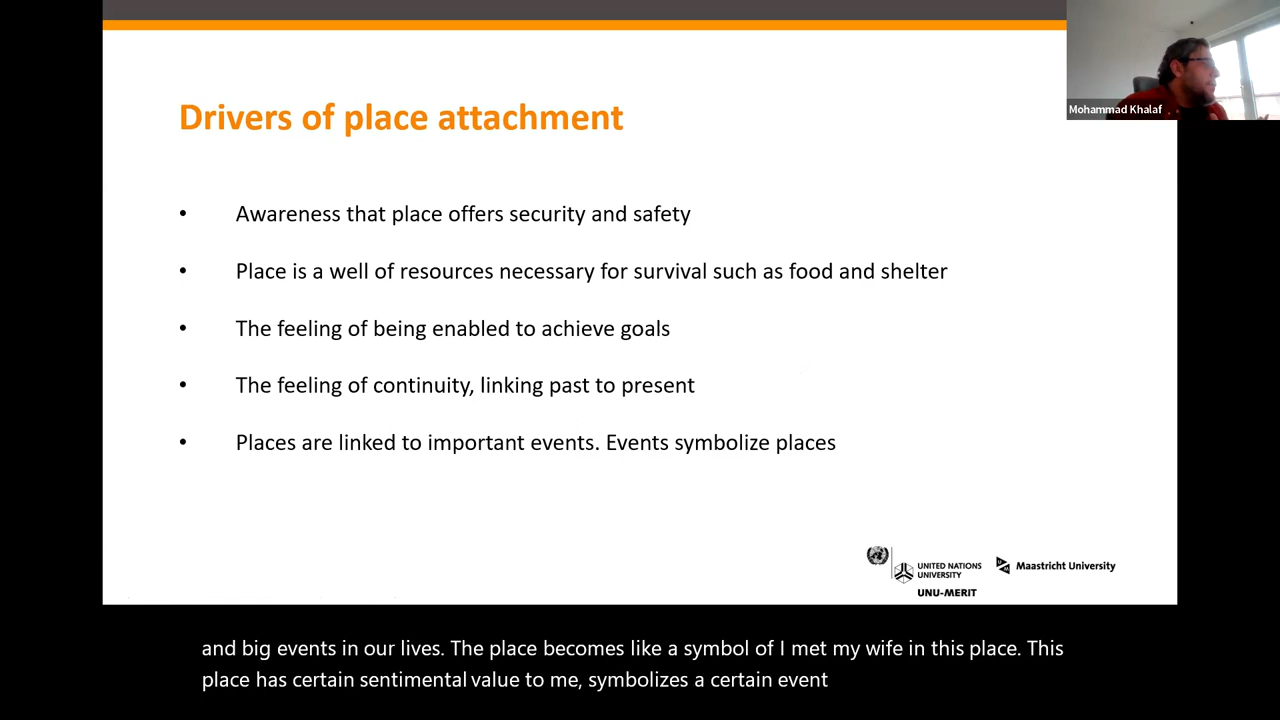 Mohammad Khalaf
Drivers of place attachment
• Awareness that place offers security and safety
• Place is a well of resources necessary for survival such as food and shelter
• The feeling of being enabled to achieve goals
• The feeling of continuity, linking past to present
• Places are linked to important events. Events symbolize places
UNITED NATIONS
UNIVERSITY
UNU-MERIT
Maastricht University
and big events in our lives. The place becomes like a symbol of I met my wife in this place. This
place has certain sentimental value to me, symbolizes a certain event